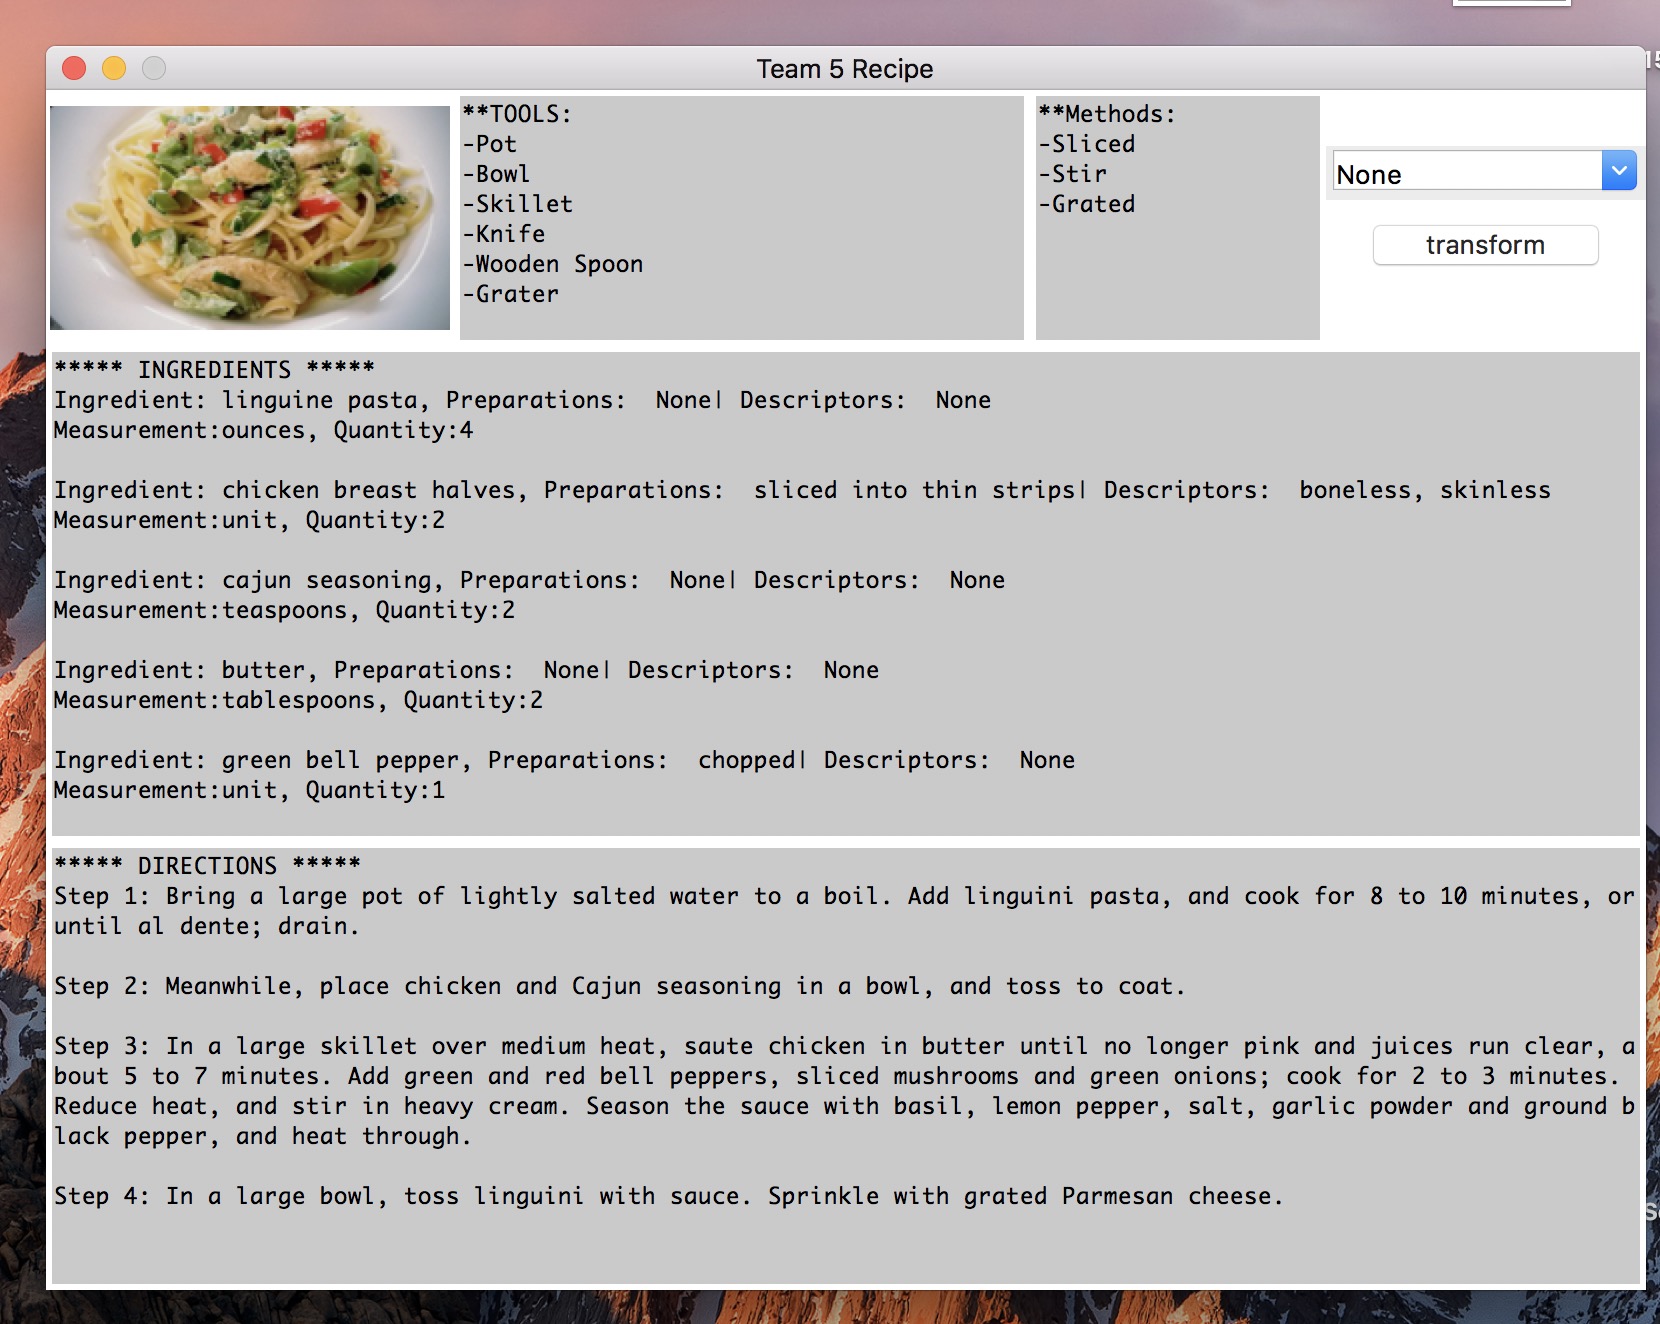 Team 5 Recipe
**TOOLS:
-Pot
-Bowl
-Skillet
-Knife
-Wooden Spoon
-Grater
**Methods:
-Sliced
-Stir
-Grated
None
transform
***** INGREDIENTS *****
Ingredient: linguine pasta, Preparations:  None| Descriptors:  None
Measurement:ounces, Quantity:4
Ingredient: chicken breast halves, Preparations:  sliced into thin strips| Descriptors:  boneless, skinless
Measurement:unit, Quantity:2
Ingredient: cajun seasoning, Preparations:  None| Descriptors:  None
Measurement:teaspoons, Quantity:2
Ingredient: butter, Preparations:  None| Descriptors:  None
Measurement:tablespoons, Quantity:2
Ingredient: green bell pepper, Preparations:  chopped| Descriptors:  None
Measurement:unit, Quantity:1
***** DIRECTIONS *****
Step 1: Bring a large pot of lightly salted water to a boil. Add linguini pasta, and cook for 8 to 10 minutes, or
until al dente; drain.
Step 2: Meanwhile, place chicken and Cajun seasoning in a bowl, and toss to coat.
Step 3: In a large skillet over medium heat, saute chicken in butter until no longer pink and juices run clear, a
bout 5 to 7 minutes. Add green and red bell peppers, sliced mushrooms and green onions; cook for 2 to 3 minutes.
Reduce heat, and stir in heavy cream. Season the sauce with basil, lemon pepper, salt, garlic powder and ground b
lack pepper, and heat through.
Step 4: In a large bowl, toss linguini with sauce. Sprinkle with grated Parmesan cheese.